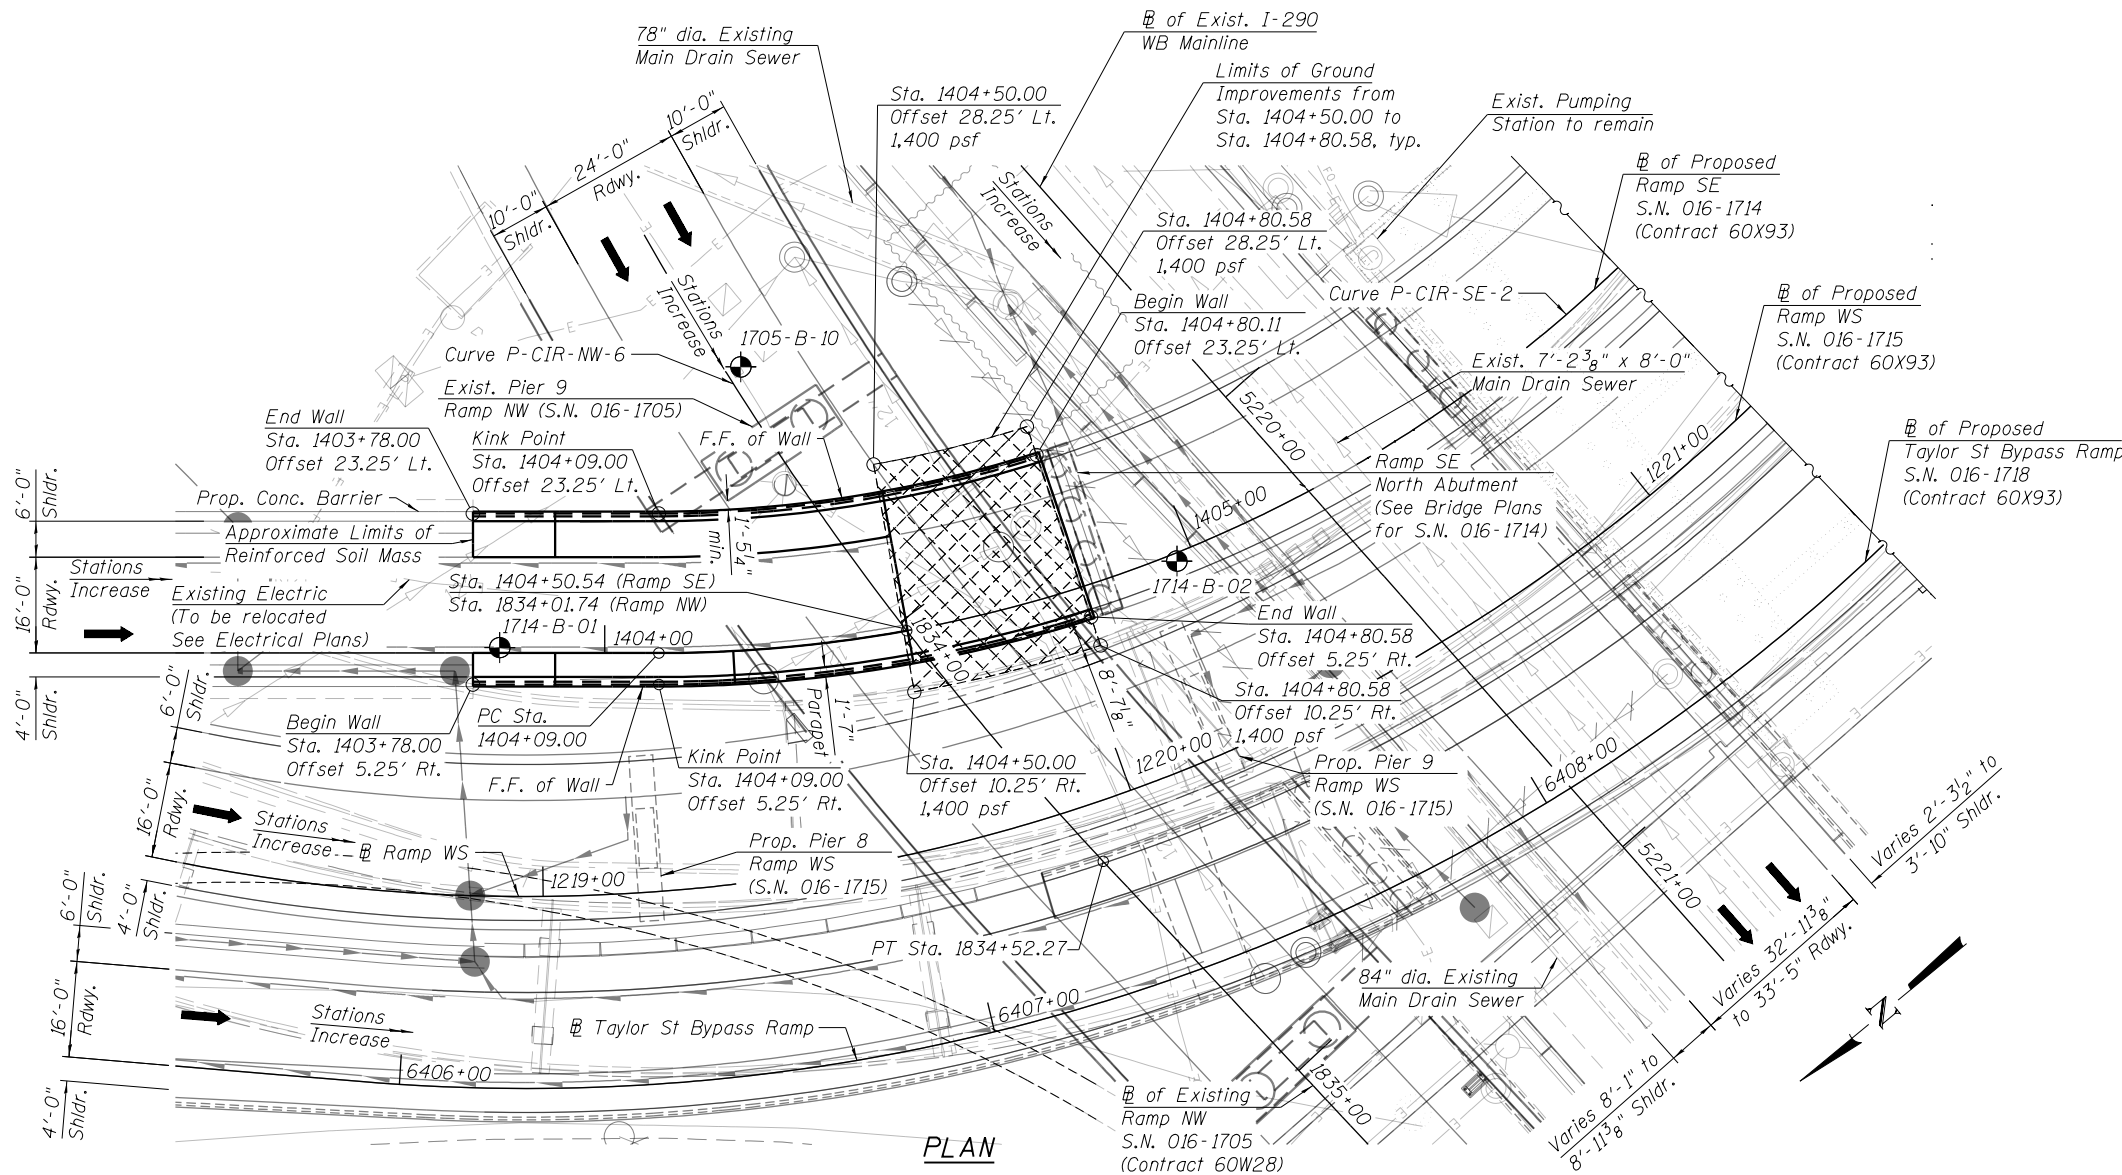 78" dia. Existing
Main Drain Sewer
℄ of Exist. I-290
WB Mainline
Limits of Ground
Improvements from
Sta. 1404+50.00 to
Sta. 1404+80.58, typ.
Sta. 1404+50.00
Offset 28.25' Lt.
1,400 psf
Exist. Pumping
Station to remain
℄ of Proposed
Ramp SE
S.N. 016-1714
(Contract 60X93)
10'-0"
Shldr.
24'-0"
Rdwy.
10'-0"
Shldr.
Stations
Increase
Stations
Increase
Sta. 1404+80.58
Offset 28.25' Lt.
1,400 psf
Begin Wall
Sta. 1404+80.11
Offset 23.25' Lt.
Curve P-CIR-SE-2
℄ of Proposed
Ramp WS
S.N. 016-1715
(Contract 60X93)
1705-B-10
Curve P-CIR-NW-6
Exist. Pier 9
Ramp NW (S.N. 016-1705)
Exist. 7'-2⅜" x 8'-0"
Main Drain Sewer
5220+00
1221+00
℄ of Proposed
Taylor St Bypass Ramp
S.N. 016-1718
(Contract 60X93)
End Wall
Sta. 1403+78.00
Offset 23.25' Lt.
Kink Point
Sta. 1404+09.00
Offset 23.25' Lt.
F.F. of Wall
Ramp SE
North Abutment
(See Bridge Plans
for S.N. 016-1714)
1405+00
6'-0"
Shldr.
Prop. Conc. Barrier
Approximate Limits of
Reinforced Soil Mass
1'-5¼"
min.
Stations
Increase
16'-0"
Rdwy.
Existing Electric
(To be relocated
See Electrical Plans)
Sta. 1404+50.54 (Ramp SE)
Sta. 1834+01.74 (Ramp NW)
1714-B-01
1404+00
1834+00
1714-B-02
End Wall
Sta. 1404+80.58
Offset 5.25' Rt.
4'-0"
Shldr.
6'-0"
Shldr.
Begin Wall
Sta. 1403+78.00
Offset 5.25' Rt.
PC Sta.
1404+09.00
F.F. of Wall
Kink Point
Sta. 1404+09.00
Offset 5.25' Rt.
1'-7"
Parapet
8'-7⅛"
Sta. 1404+80.58
Offset 10.25' Rt.
1,400 psf
Sta. 1404+50.00
Offset 10.25' Rt.
1,400 psf
1220+00
Prop. Pier 9
Ramp WS
(S.N. 016-1715)
6408+00
16'-0"
Rdwy.
Stations
Increase
℄ Ramp WS
1219+00
Prop. Pier 8
Ramp WS
(S.N. 016-1715)
5221+00
Varies 2'-3½" to
3'-10" Shldr.
6'-0"
Shldr.
4'-0"
Shldr.
PT Sta. 1834+52.27
84" dia. Existing
Main Drain Sewer
Varies 32'-11⅜"
to 33'-5" Rdwy.
16'-0"
Rdwy.
Stations
Increase
℄ Taylor St Bypass Ramp
6407+00
6406+00
N
4'-0"
Shldr.
℄ of Existing
Ramp NW
S.N. 016-1705
(Contract 60W28)
1835+00
Varies 8'-1" to
8'-11⅜" Shldr.
PLAN